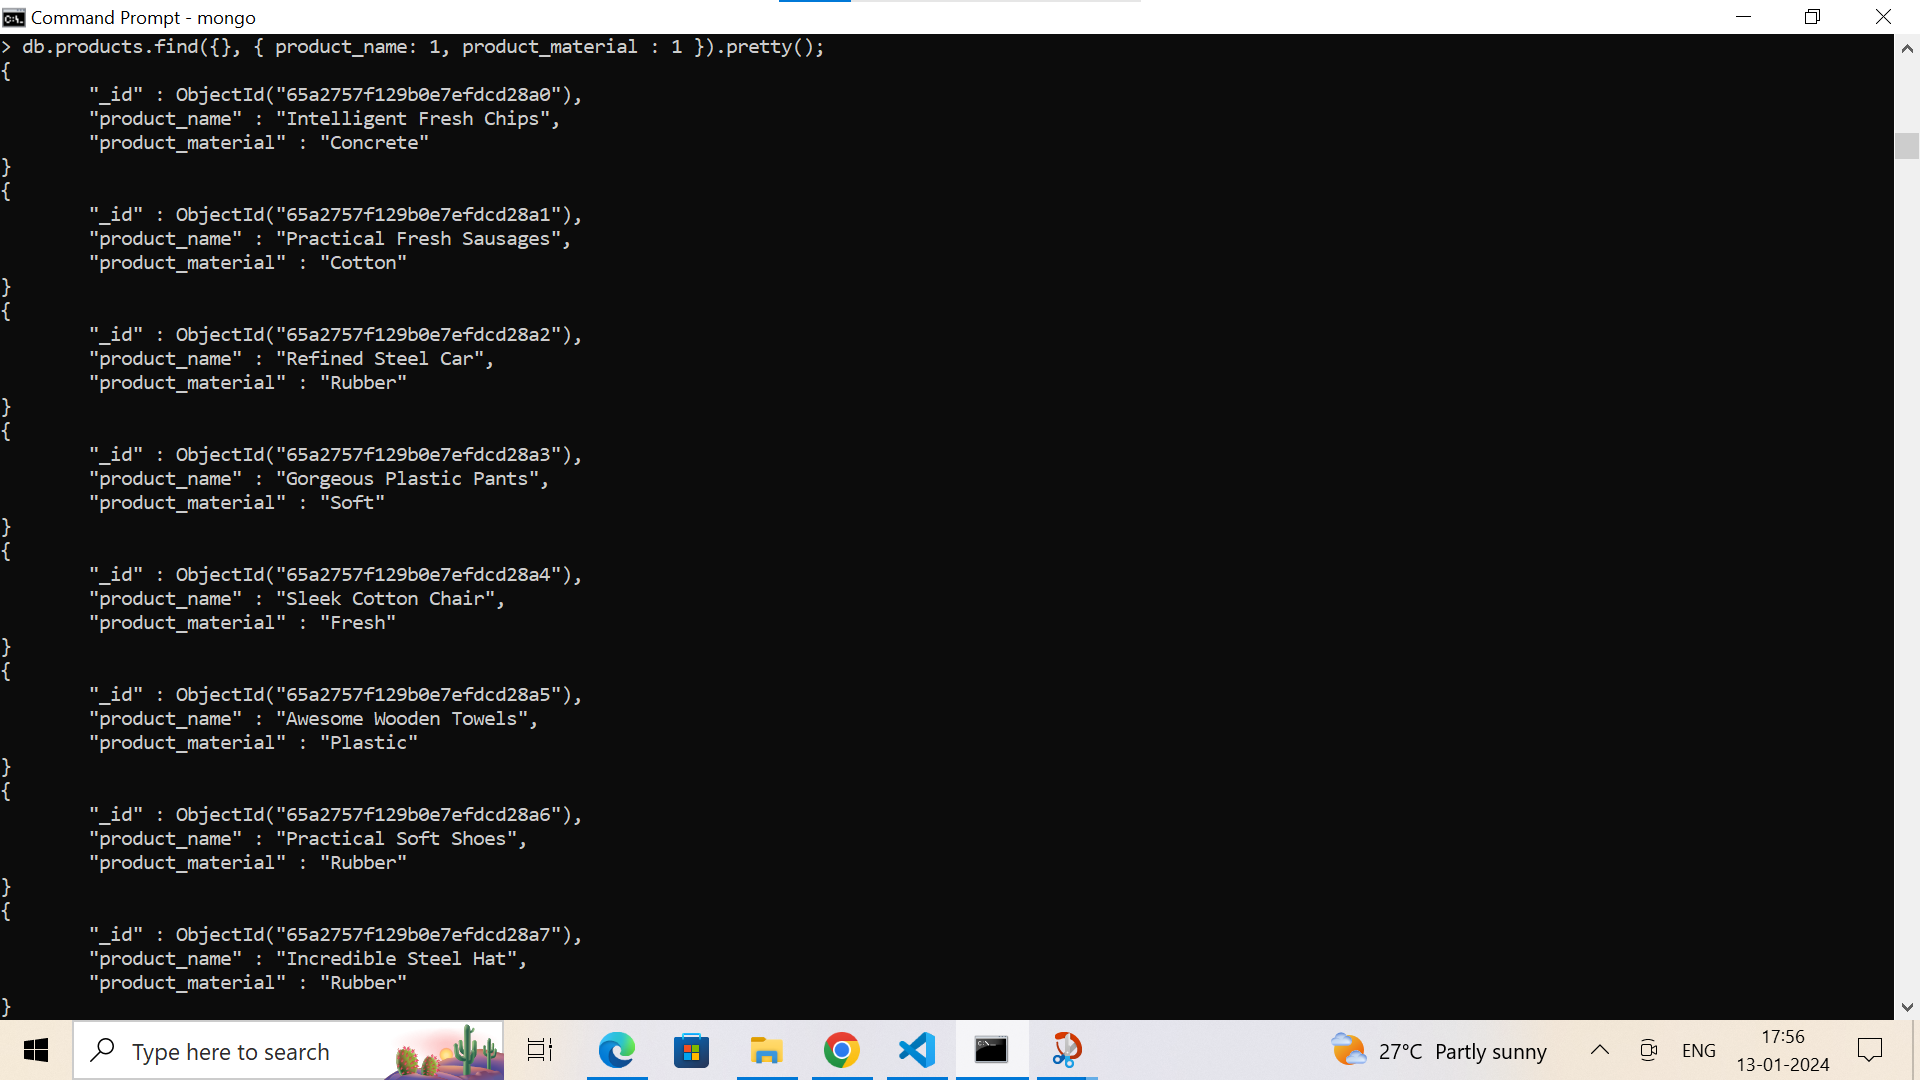 Command Prompt - mongo
> db.products.find({}, { product_name: 1, product_material : 1 }).pretty();
{
"_id" : ObjectId("65a2757f129b0e7efdcd28a0"),
"product_name" : "Intelligent Fresh Chips",
"product_material" : "Concrete"
}
{
"_id" : ObjectId("65a2757f129b0e7efdcd28a1"),
"product_name" : "Practical Fresh Sausages",
"product_material" : "Cotton"
}
{
"_id" : ObjectId("65a2757f129b0e7efdcd28a2"),
"product_name" : "Refined Steel Car",
"product_material" : "Rubber"
}
{
"_id" : ObjectId("65a2757f129b0e7efdcd28a3"),
"product_name" : "Gorgeous Plastic Pants",
"product_material" : "Soft"
}
{
"_id" : ObjectId("65a2757f129b0e7efdcd28a4"),
"product_name" : "Sleek Cotton Chair",
"product_material" : "Fresh"
}
{
"_id" : ObjectId("65a2757f129b0e7efdcd28a5"),
"product_name" : "Awesome Wooden Towels",
"product_material" : "Plastic"
}
{
"_id" : ObjectId("65a2757f129b0e7efdcd28a6"),
"product_name" : "Practical Soft Shoes",
"product_material" : "Rubber"
}
{
"_id" : ObjectId("65a2757f129b0e7efdcd28a7"),
"product_name" : "Incredible Steel Hat",
"product_material" : "Rubber"
}
Type here to search
27°C Partly sunny
ENG
17:56
13-01-2024